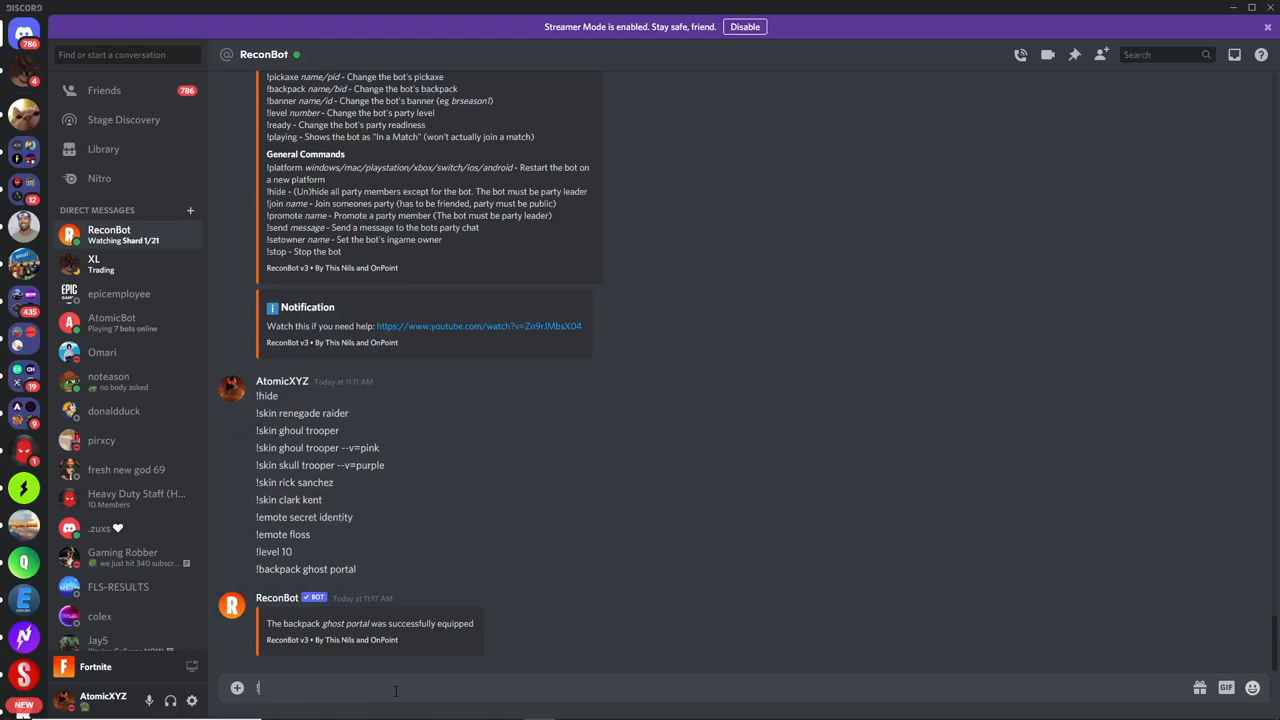 DISCORD
Streamer Mode is enabled. Stay safe, friend. Disable
Find or start a conversation
@ ReconBot
Search
786
4
12
435
19
9
1
NEW
Friends 786
Stage Discovery
Library
Nitro
DIRECT MESSAGES +
ReconBot
Watching Shard 1/21
XL
Trading
epicemployee
AtomicBot
Playing 7 bots online
Omari
noteason
no body asked
donaldduck
pirxcy
fresh new god 69
Heavy Duty Staff (H...
10 Members
.zuxs
Gaming Robber
we just hit 340 subscr...
FLS-RESULTS
colex
Jay5
Fortnite
AtomicXYZ
!pickaxe name/pid - Change the bot's pickaxe
!backpack name/bid - Change the bot's backpack
!banner name/id - Change the bot's banner (eg brseason1)
!level number - Change the bot's party level
!ready - Change the bot's party readiness
!playing - Shows the bot as "In a Match" (won't actually join a match)
General Commands
!platform windows/mac/playstation/xbox/switch/ios/android - Restart the bot on
a new platform
!hide - (Un)hide all party members except for the bot. The bot must be party leader
!join name - Join someones party (has to be friended, party must be public)
!promote name - Promote a party member (The bot must be party leader)
!send message - Send a message to the bots party chat
!setowner name - Set the bot's ingame owner
!stop - Stop the bot
ReconBot v3 • By This Nils and OnPoint
Notification
Watch this if you need help: https://www.youtube.com/watch?v=Zn9rJMbsX04
ReconBot v3 • By This Nils and OnPoint
AtomicXYZ Today at 11:11 AM
!hide
!skin renegade raider
!skin ghoul trooper
!skin ghoul trooper --v=pink
!skin skull trooper --v=purple
!skin rick sanchez
!skin clark kent
!emote secret identity
!emote floss
!level 10
!backpack ghost portal
ReconBot ✓ BOT Today at 11:17 AM
The backpack ghost portal was successfully equipped
ReconBot v3 • By This Nils and OnPoint
!
GIF